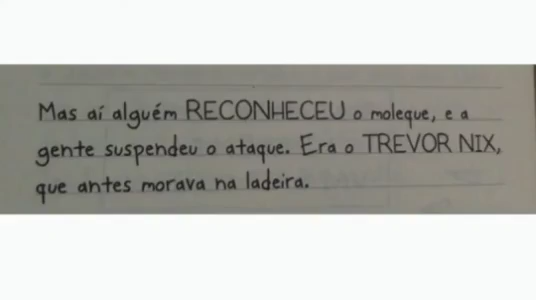 Mas aí alguém RECONHECEU o moleque, e a
gente suspendeu o ataque. Era o TREVOR NIX,
que antes morava na ladeira.